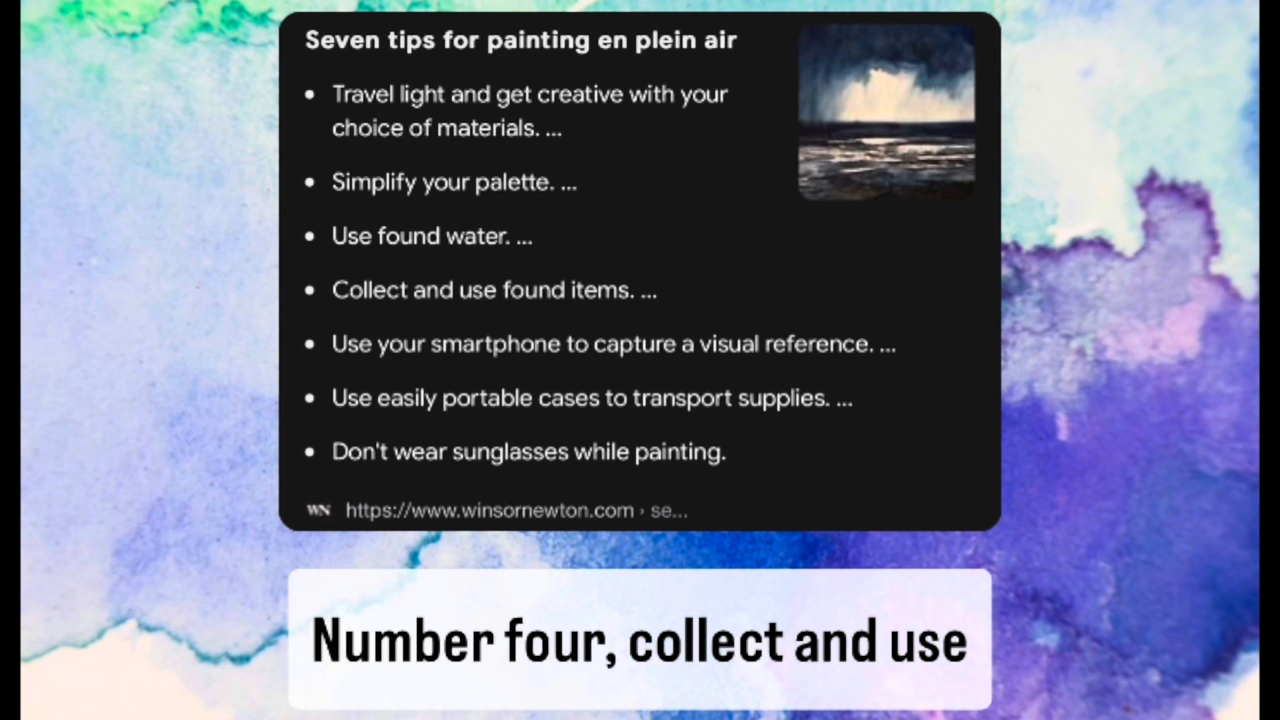 Seven tips for painting en plein air
• Travel light and get creative with your
choice of materials. ...
• Simplify your palette. ...
• Use found water. ...
• Collect and use found items. ...
• Use your smartphone to capture a visual reference. ...
• Use easily portable cases to transport supplies. ...
• Don't wear sunglasses while painting.
WN https://www.winsornewton.com › se...
Number four, collect and use